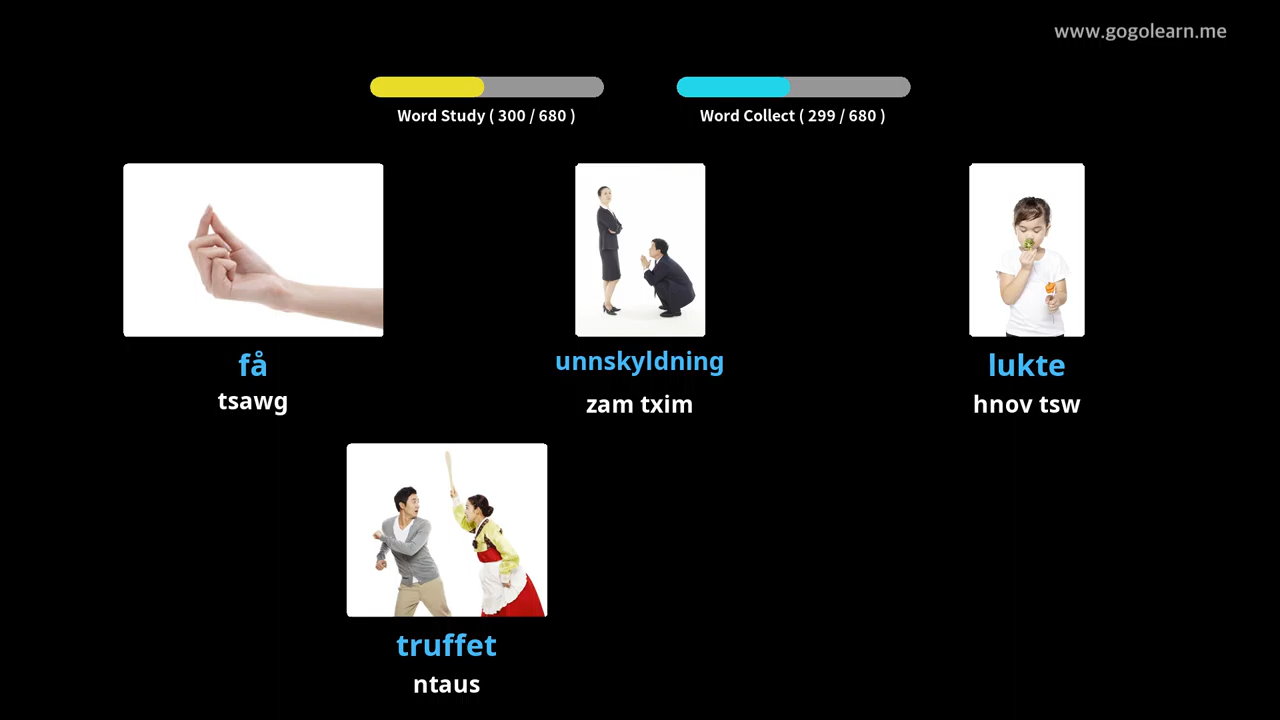 www.gogolearn.me
Word Study ( 300 / 680 )
Word Collect ( 299 / 680 )
få
tsawg
unnskyldning
zam txim
lukte
hnov tsw
truffet
ntaus